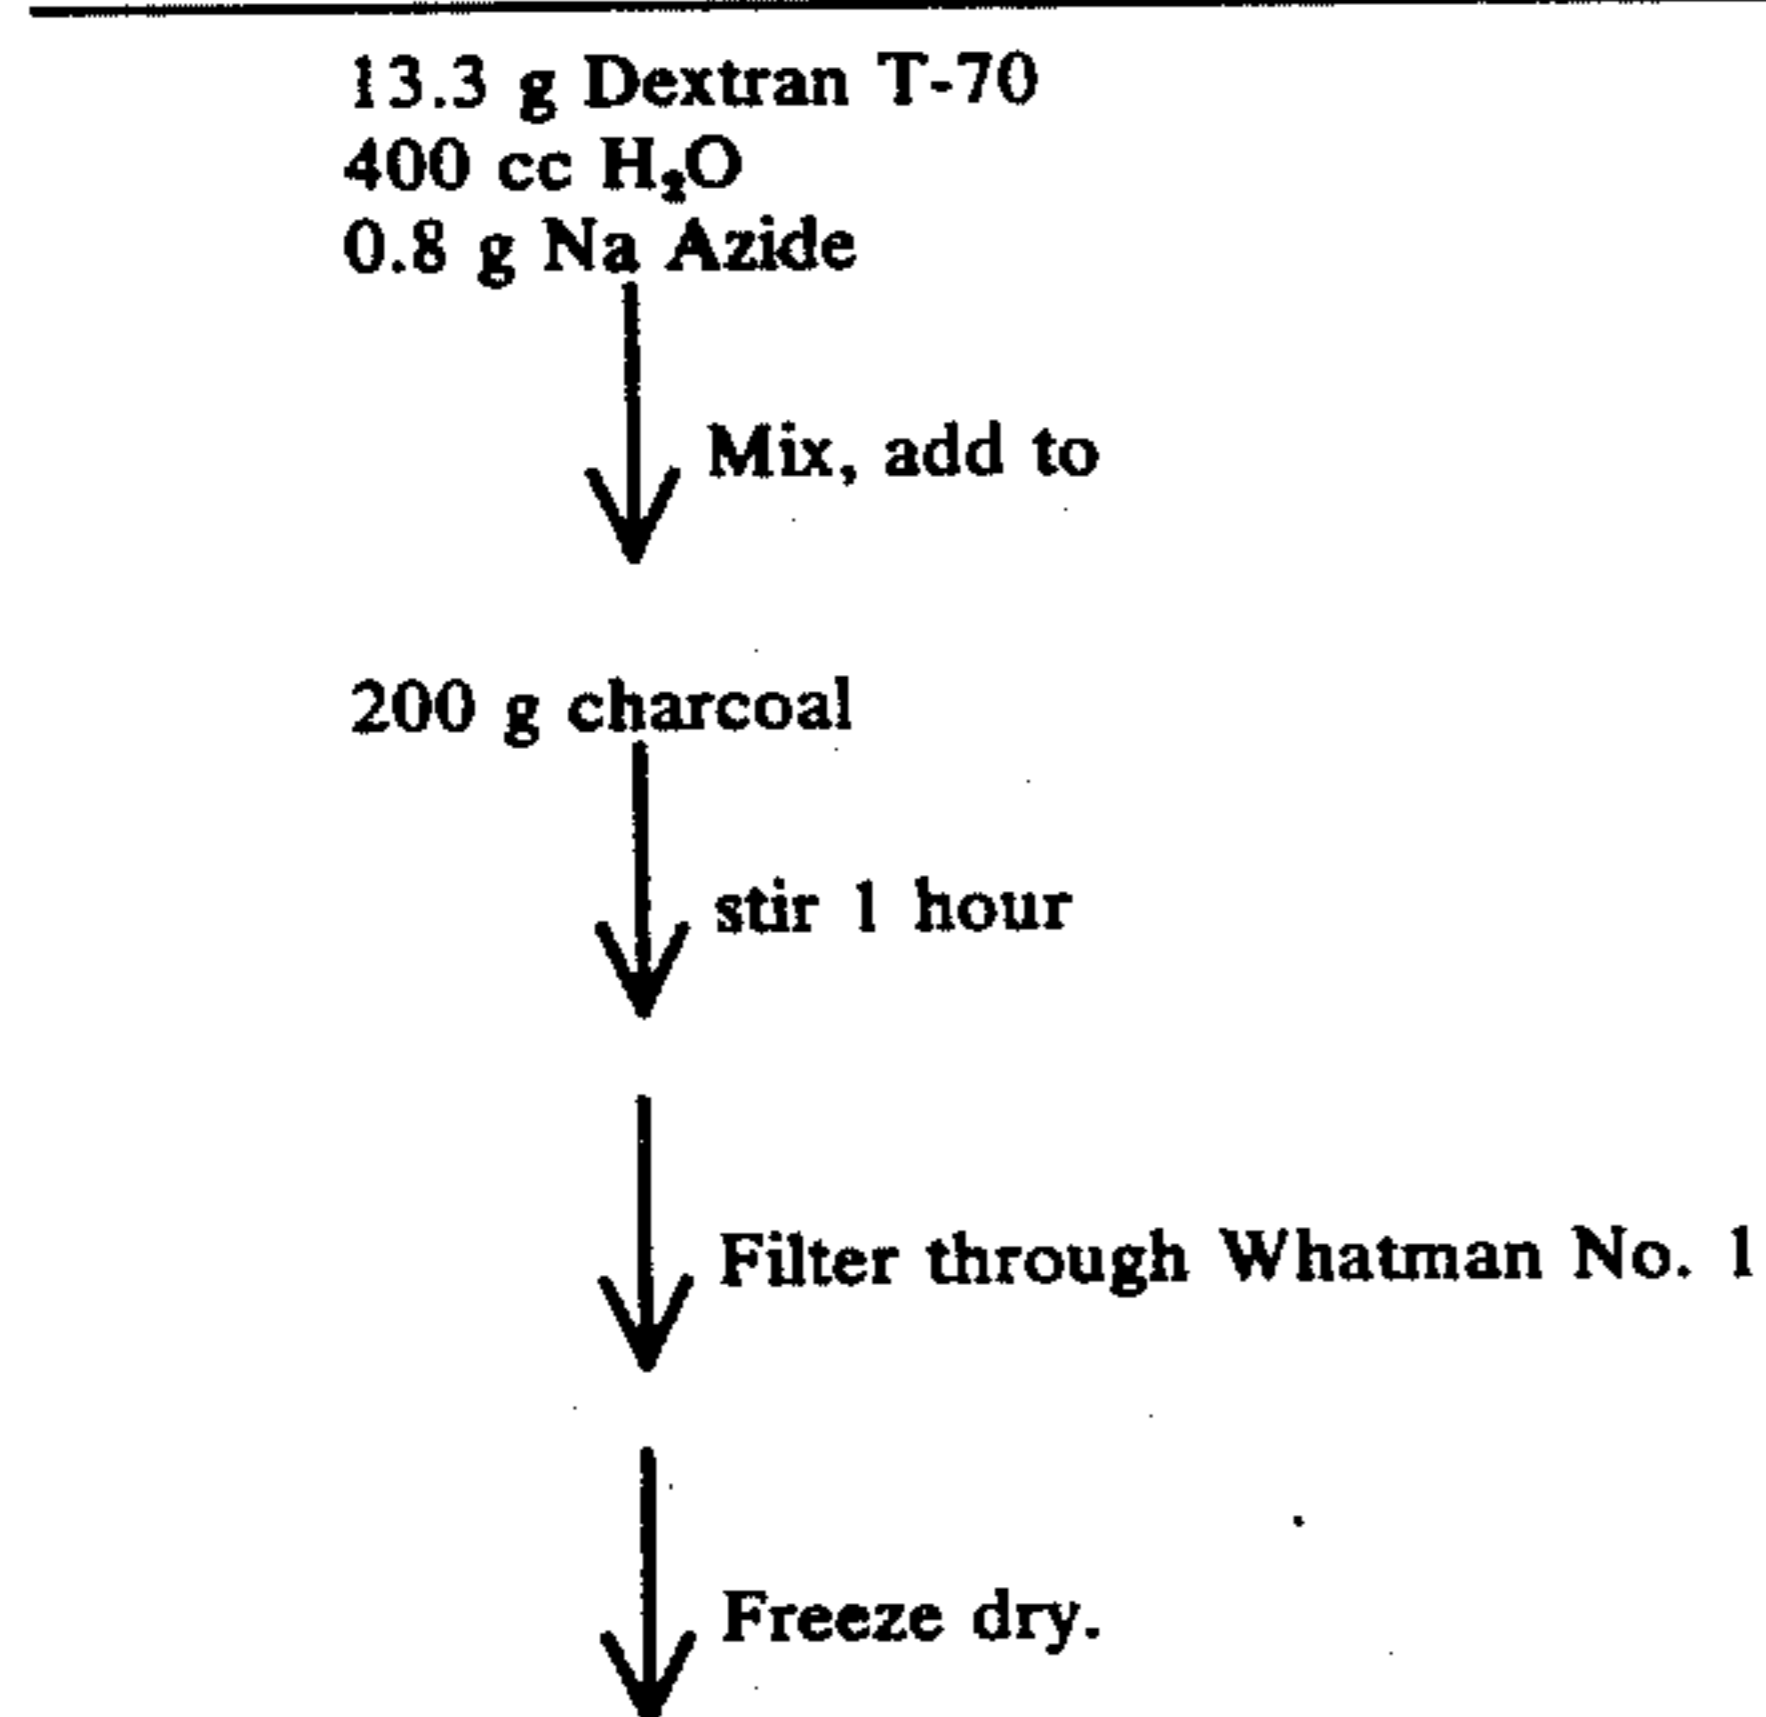 13.3 g Dextran T-70
400 cc H₂O
0.8 g Na Azide
Mix, add to
200 g charcoal
stir 1 hour
Filter through Whatman No. 1
Freeze dry.